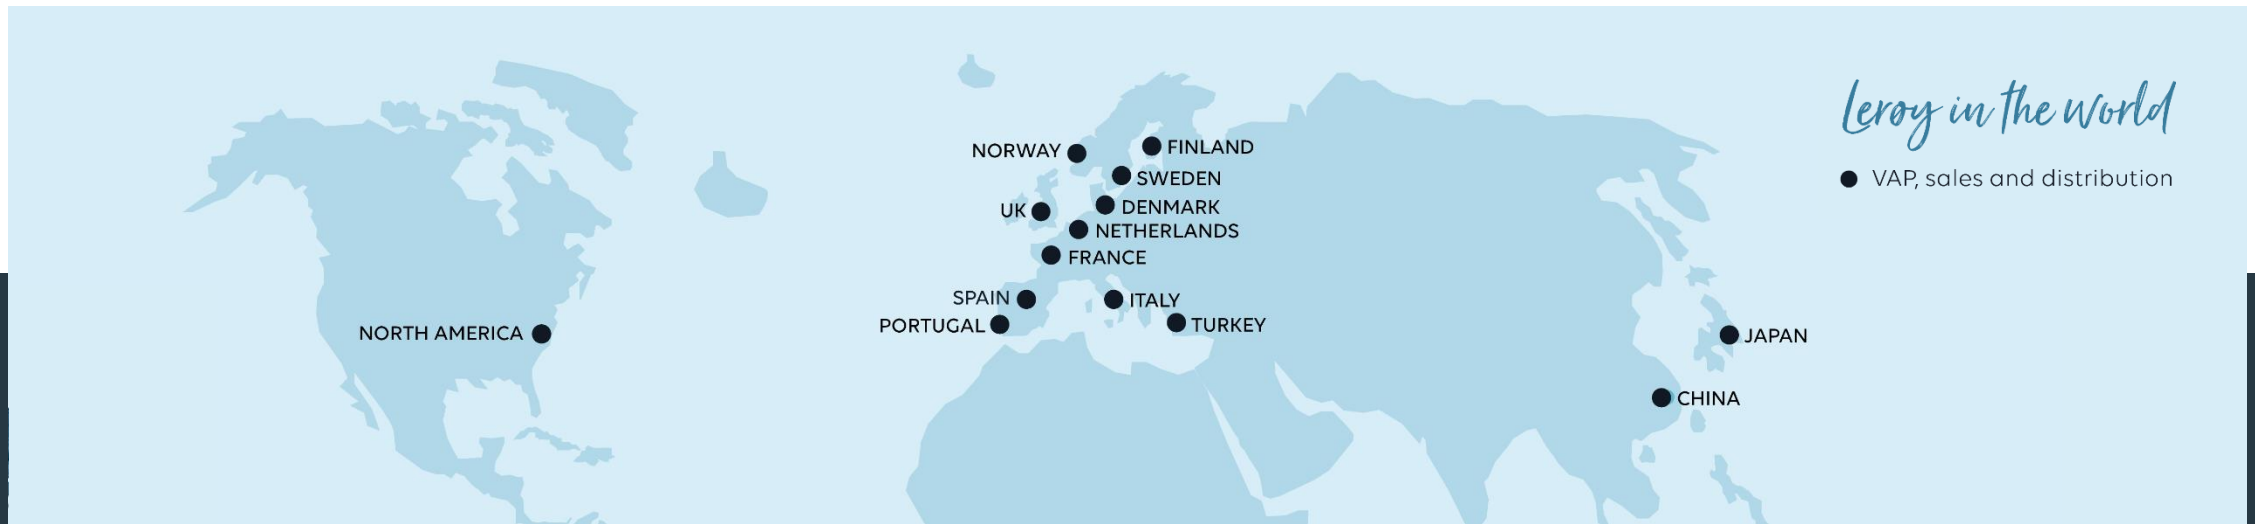 Lerøy in the world
VAP, sales and distribution
NORWAY
FINLAND
SWEDEN
UK
DENMARK
NETHERLANDS
FRANCE
SPAIN
ITALY
PORTUGAL
TURKEY
NORTH AMERICA
JAPAN
CHINA